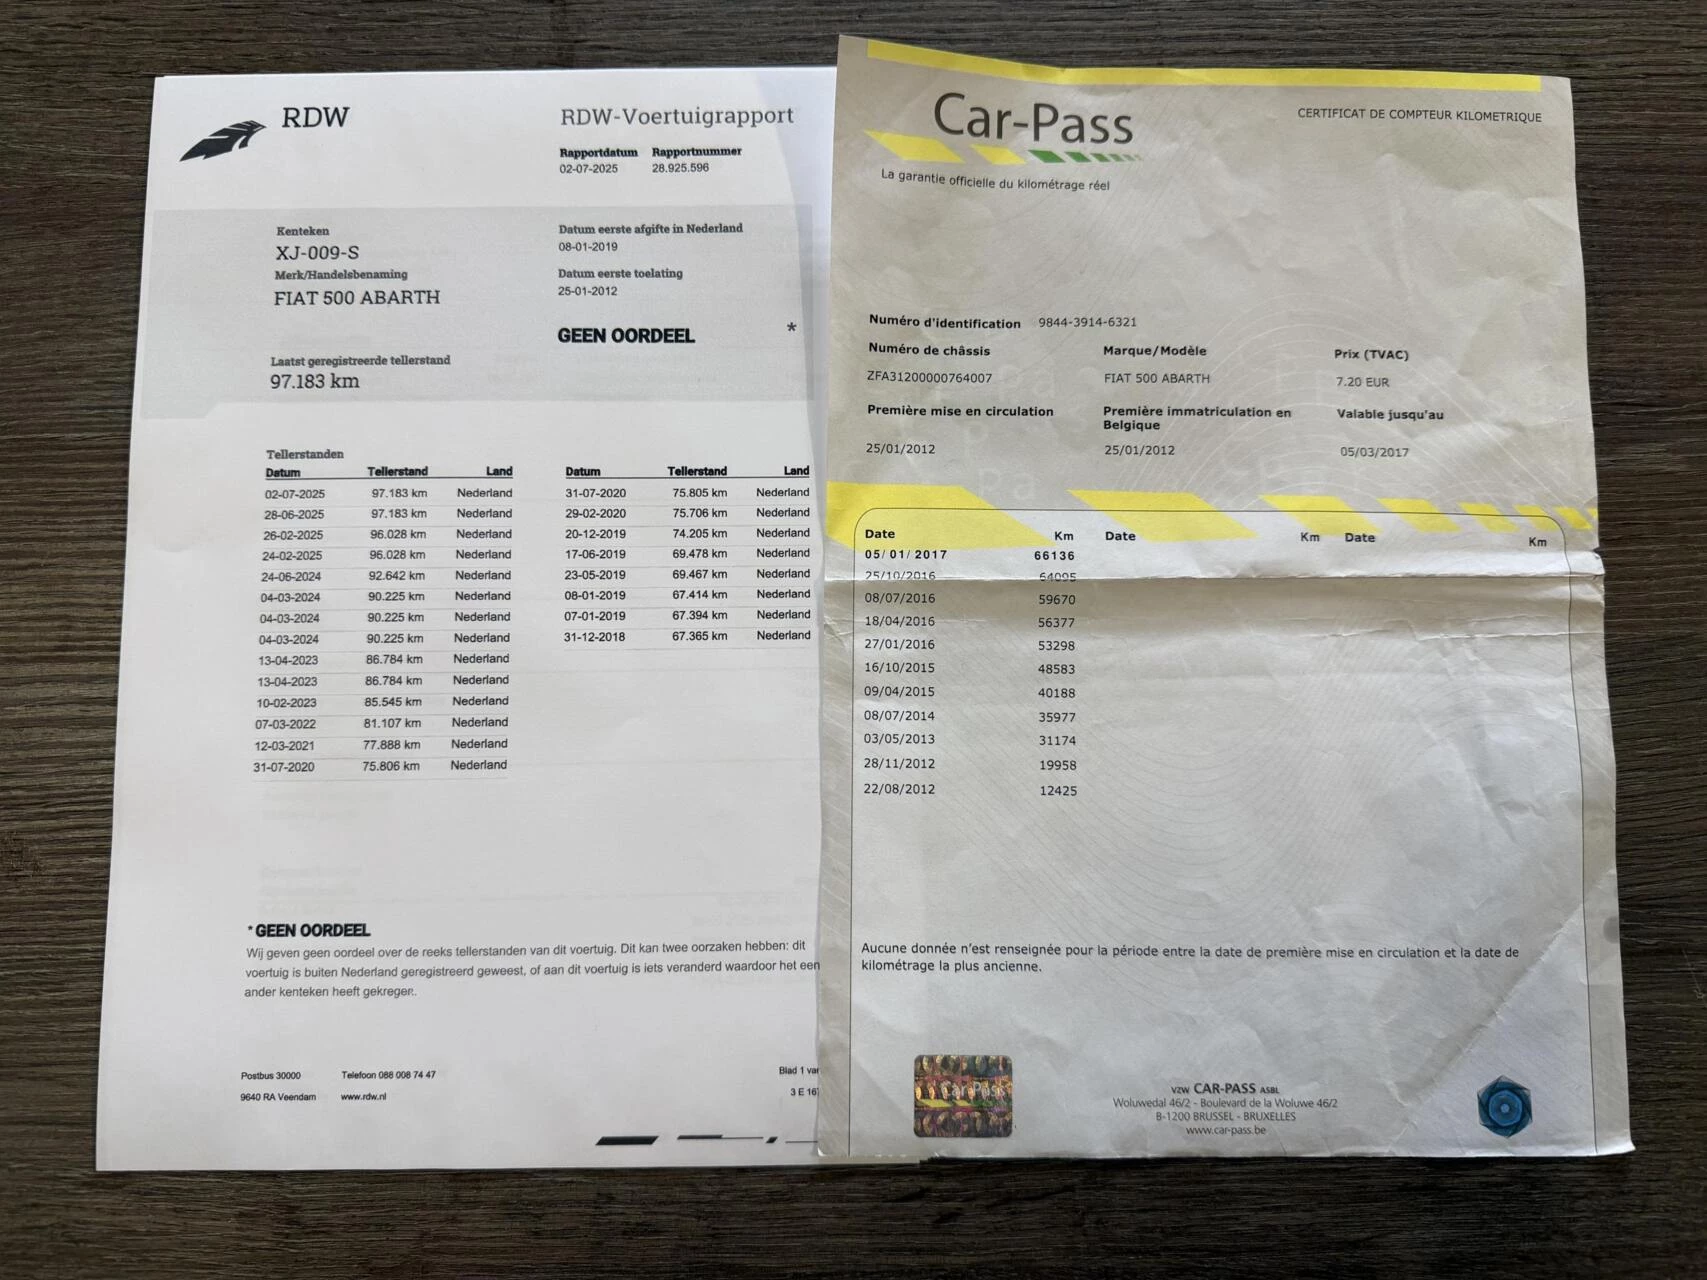 RDW
RDW-Voertuigrapport
Rapportdatum Rapportnummer
02-07-2025 28.925.596
Kenteken
XJ-009-S
Merk/Handelsbenaming
FIAT 500 ABARTH
Datum eerste afgifte in Nederland
08-01-2019
Datum eerste toelating
25-01-2012
GEEN OORDEEL *
Laatst geregistreerde tellerstand
97.183 km
Tellerstanden
Datum Tellerstand Land
02-07-2025 97.183 km Nederland
28-06-2025 97.183 km Nederland
26-02-2025 96.028 km Nederland
24-02-2025 96.028 km Nederland
24-06-2024 92.642 km Nederland
04-03-2024 90.225 km Nederland
04-03-2024 90.225 km Nederland
04-03-2024 90.225 km Nederland
13-04-2023 86.784 km Nederland
13-04-2023 86.784 km Nederland
10-02-2023 85.545 km Nederland
07-03-2022 81.107 km Nederland
12-03-2021 77.888 km Nederland
31-07-2020 75.806 km Nederland
Datum Tellerstand Land
31-07-2020 75.805 km Nederland
29-02-2020 75.706 km Nederland
20-12-2019 74.205 km Nederland
17-06-2019 69.478 km Nederland
23-05-2019 69.467 km Nederland
08-01-2019 67.414 km Nederland
07-01-2019 67.394 km Nederland
31-12-2018 67.365 km Nederland
* GEEN OORDEEL
Wij geven geen oordeel over de reeks tellerstanden van dit voertuig. Dit kan twee oorzaken hebben: dit
voertuig is buiten Nederland geregistreerd geweest, of aan dit voertuig is iets veranderd waardoor het een
ander kenteken heeft gekregen.
Postbus 30000 Telefoon 088 008 74 47
9640 RA Veendam www.rdw.nl
Blad 1 van
3 E 167
Car-Pass
CERTIFICAT DE COMPTEUR KILOMETRIQUE
La garantie officielle du kilométrage réel
Numéro d'identification 9844-3914-6321
Numéro de châssis Marque/Modèle Prix (TVAC)
ZFA31200000764007 FIAT 500 ABARTH 7.20 EUR
Première mise en circulation Première immatriculation en Belgique Valable jusqu'au
25/01/2012 25/01/2012 05/03/2017
Date Km Date Km Date Km
05/01/2017 66136
25/10/2016 64095
08/07/2016 59670
18/04/2016 56377
27/01/2016 53298
16/10/2015 48583
09/04/2015 40188
08/07/2014 35977
03/05/2013 31174
28/11/2012 19958
22/08/2012 12425
Aucune donnée n'est renseignée pour la période entre la date de première mise en circulation et la date de
kilométrage la plus ancienne.
Car-Pass
VZW CAR-PASS ASBL
Woluwedal 46/2 - Boulevard de la Woluwe 46/2
B-1200 BRUSSEL - BRUXELLES
www.car-pass.be